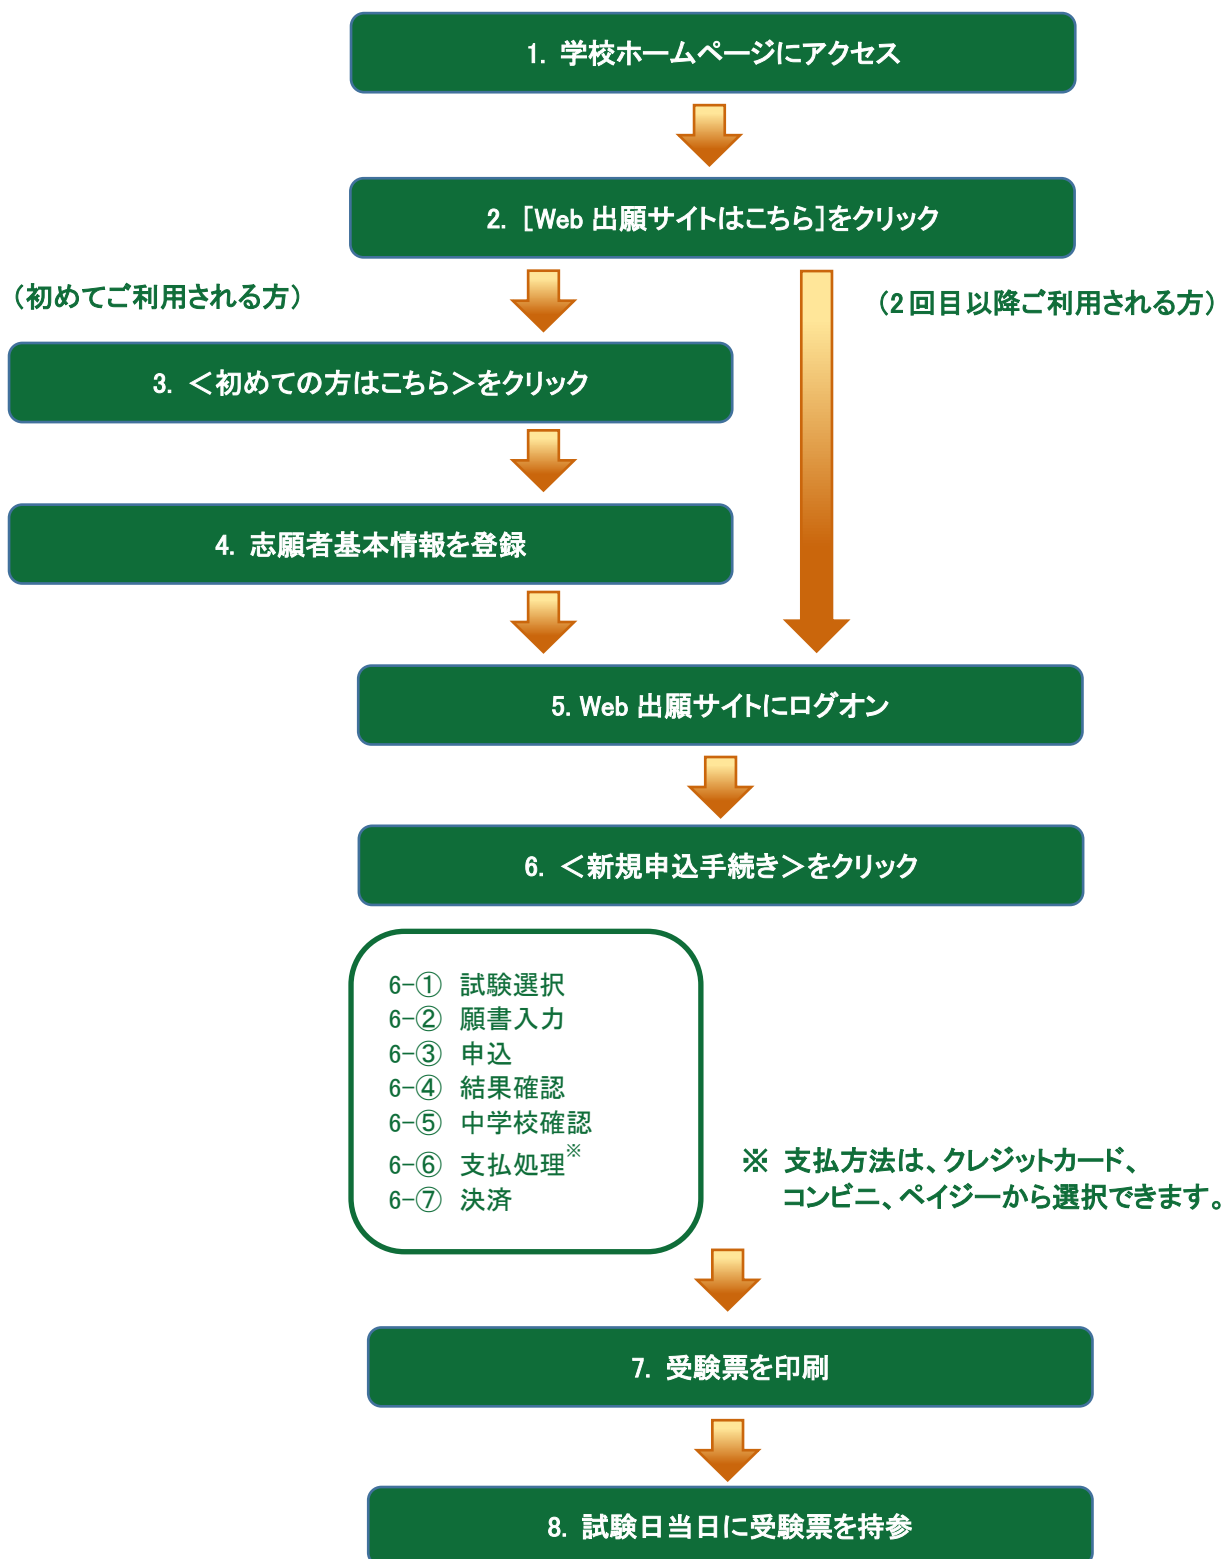 1. 学校ホームページにアクセス
2. [Web 出願サイトはこちら]をクリック
（初めてご利用される方）
（2 回目以降ご利用される方）
3. ＜初めての方はこちら＞をクリック
4. 志願者基本情報を登録
5. Web 出願サイトにログオン
6. ＜新規申込手続き＞をクリック
6-① 試験選択
6-② 願書入力
6-③ 申込
6-④ 結果確認
6-⑤ 中学校確認
6-⑥ 支払処理※
6-⑦ 決済
※ 支払方法は、クレジットカード、
コンビニ、ペイジーから選択できます。
7. 受験票を印刷
8. 試験日当日に受験票を持参